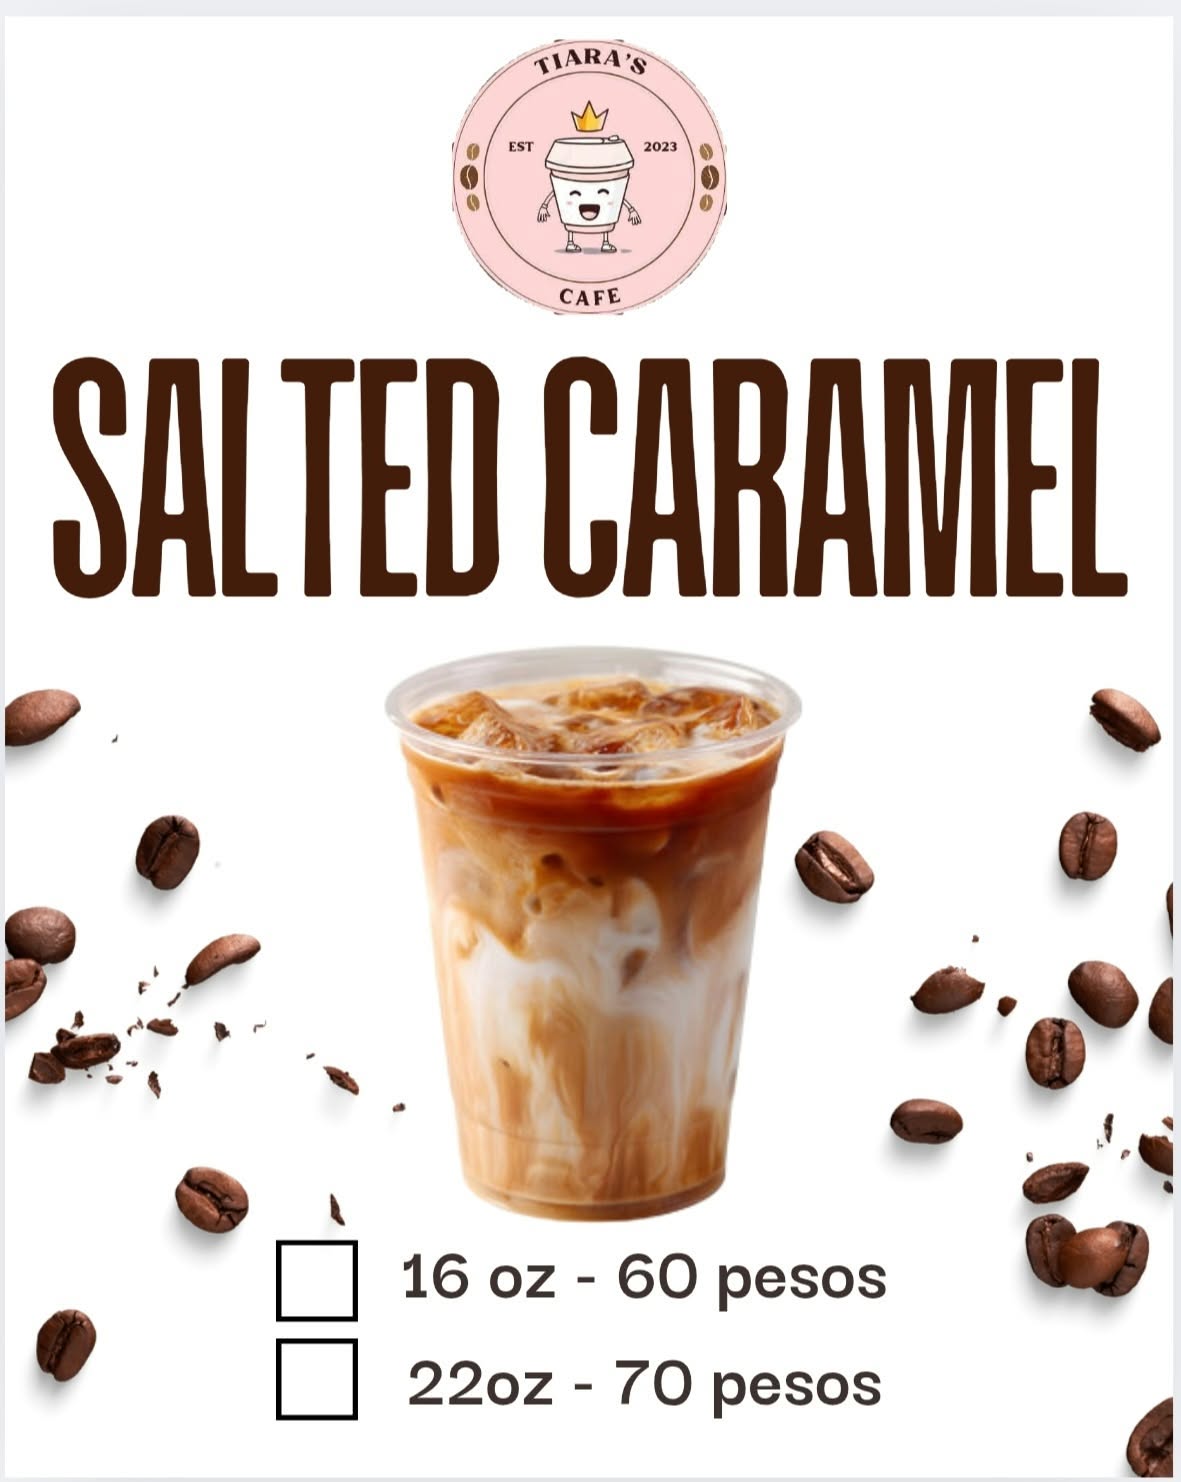 TIARA'S
EST 2023
CAFE
SALTED CARAMEL
16 oz - 60 pesos
22oz - 70 pesos